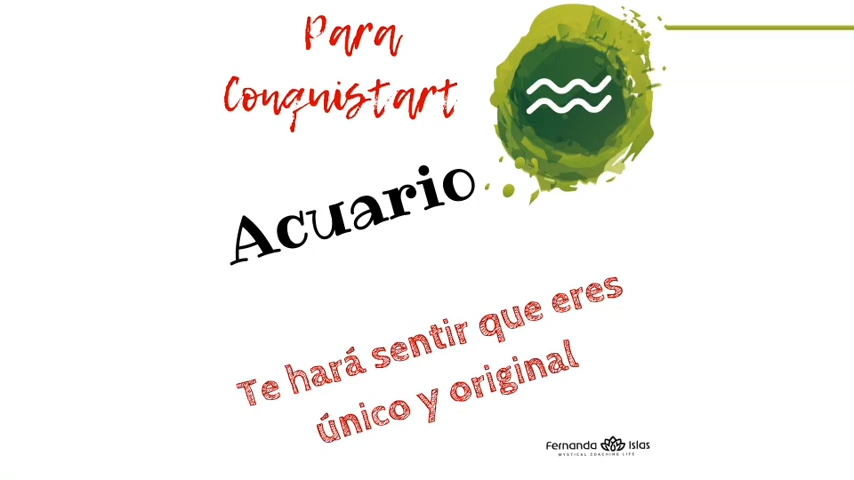 Para
Conquistart
Acuario
Te hará sentir que eres
único y original
Fernanda Islas
MYSTICAL COACHING LIFE